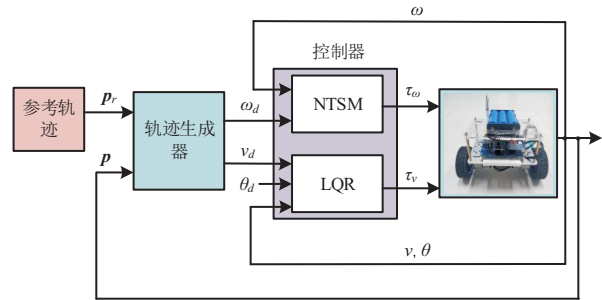 ω
控制器
参考轨
迹
p_r
p
轨迹生成
器
ω_d
v_d
θ_d
NTSM
LQR
τ_ω
τ_v
v, θ